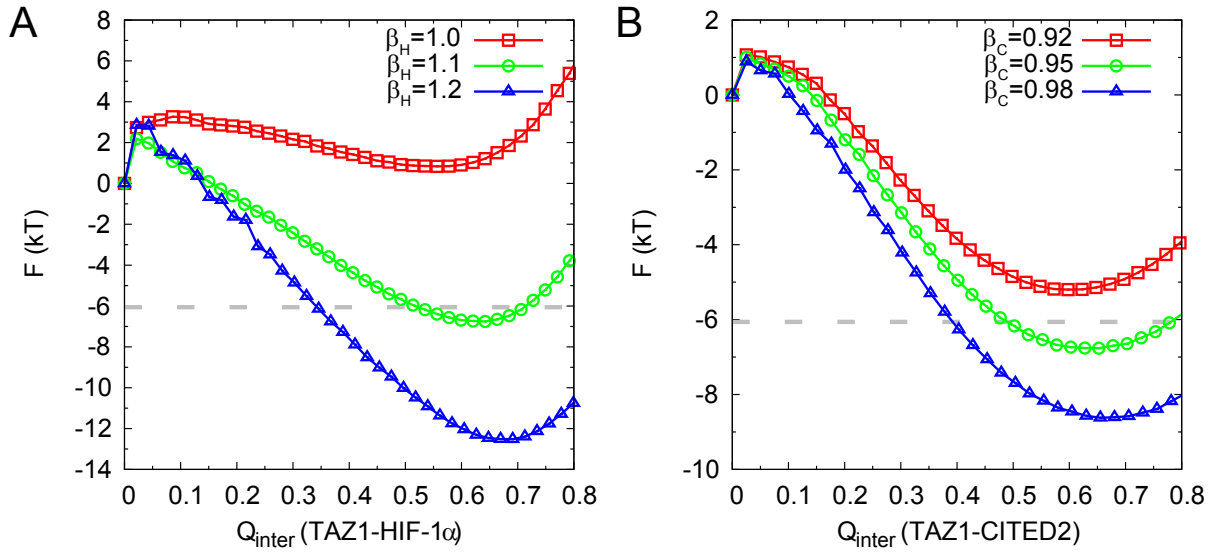 A
β_H=1.0
β_H=1.1
β_H=1.2
8
6
4
2
0
-2
-4
-6
-8
-10
-12
-14
F (kT)
0 0.1 0.2 0.3 0.4 0.5 0.6 0.7 0.8
Q_inter (TAZ1-HIF-1α)
B
β_C=0.92
β_C=0.95
β_C=0.98
2
0
-2
-4
-6
-8
-10
F (kT)
0 0.1 0.2 0.3 0.4 0.5 0.6 0.7 0.8
Q_inter (TAZ1-CITED2)